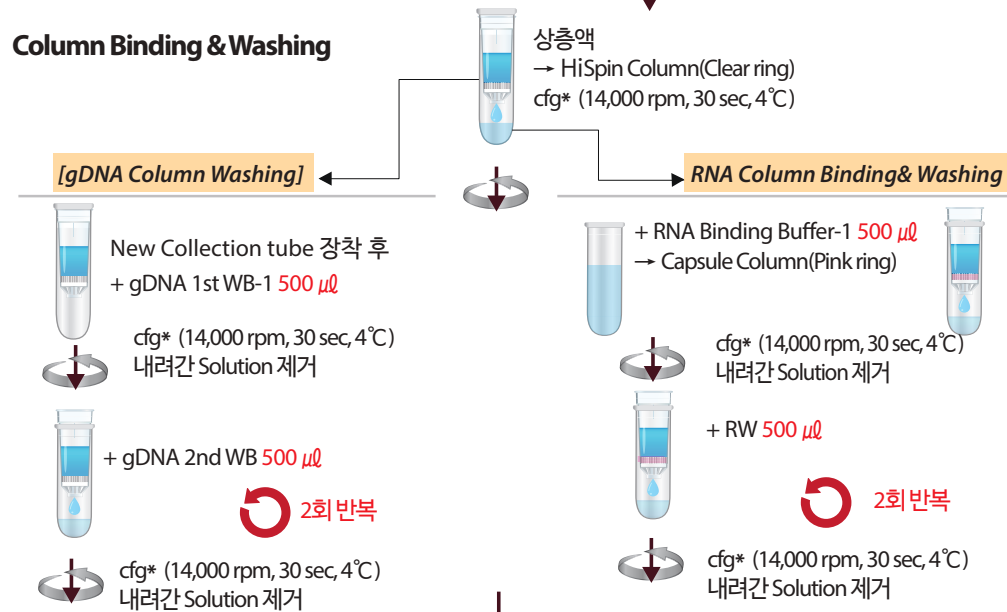 Column Binding & Washing
상층액
→ HiSpin Column(Clear ring)
cfg* (14,000 rpm, 30 sec, 4℃)
[gDNA Column Washing]
New Collection tube 장착 후
+ gDNA 1st WB-1 500 ㎕
cfg* (14,000 rpm, 30 sec, 4℃)
내려간 Solution 제거
+ gDNA 2nd WB 500 ㎕
2회 반복
cfg* (14,000 rpm, 30 sec, 4℃)
내려간 Solution 제거
RNA Column Binding& Washing
+ RNA Binding Buffer-1 500 ㎕
→ Capsule Column(Pink ring)
cfg* (14,000 rpm, 30 sec, 4℃)
내려간 Solution 제거
+ RW 500 ㎕
2회 반복
cfg* (14,000 rpm, 30 sec, 4℃)
내려간 Solution 제거